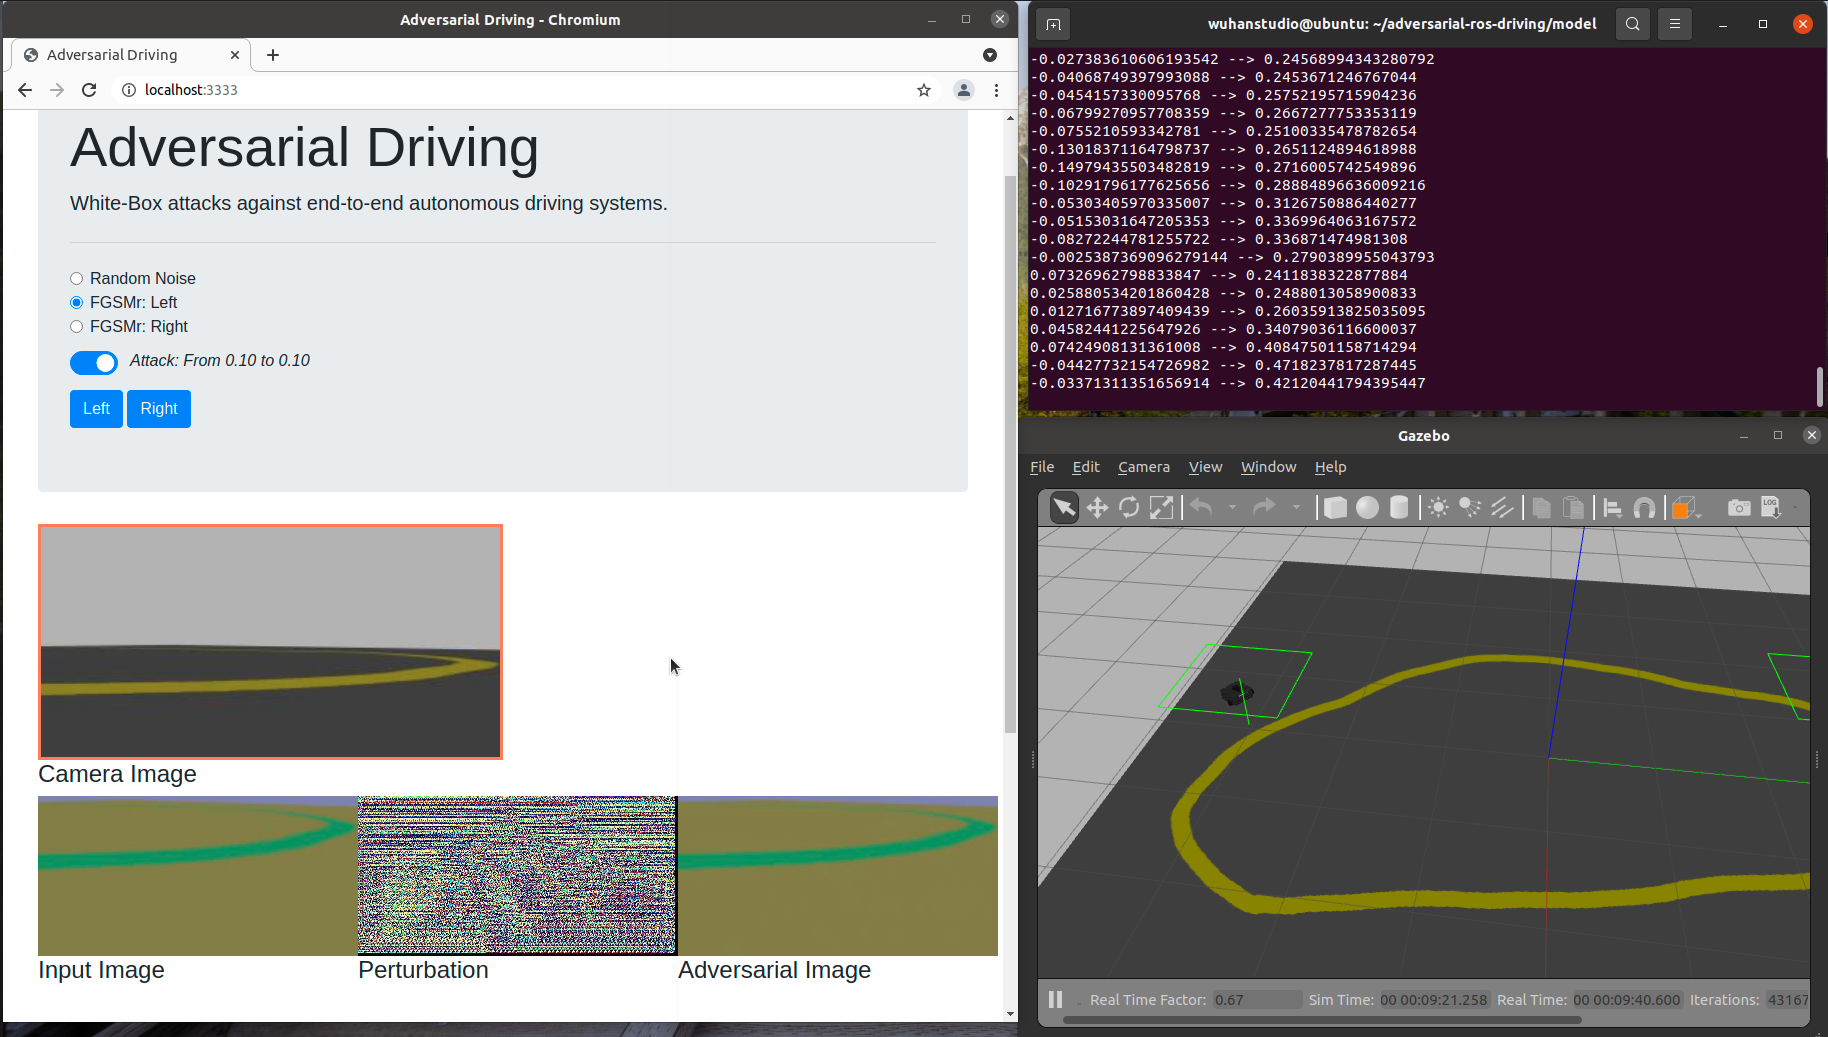 Adversarial Driving - Chromium
Adversarial Driving
localhost:3333
Adversarial Driving
White-Box attacks against end-to-end autonomous driving systems.
Random Noise
FGSMr: Left
FGSMr: Right
Attack: From 0.10 to 0.10
Left Right
Camera Image
Input Image
Perturbation
Adversarial Image
wuhanstudio@ubuntu: ~/adversarial-ros-driving/model
-0.027383610606193542 --> 0.24568994343280792
-0.04068749397993088 --> 0.2453671246767044
-0.0454157330095768 --> 0.25752195715904236
-0.06799270957708359 --> 0.2667277753353119
-0.0755210593342781 --> 0.25100335478782654
-0.13018371164798737 --> 0.2651124894618988
-0.14979435503482819 --> 0.27160057425498​96
-0.10291796177625656 --> 0.28884896636009216
-0.05303405970335007 --> 0.3126750886440277
-0.05153031647205353 --> 0.3369964063167572
-0.08272244781255722 --> 0.336871474981308
-0.0025387369096279144 --> 0.2790389955043793
0.07326962798833847 --> 0.2411838322877884
0.025880534201860428 --> 0.2488013058900833
0.012716773897409439 --> 0.26035913825035095
0.04582441225647926 --> 0.34079036116600037
0.07424908131361008 --> 0.40847501158714294
-0.04427732154726982 --> 0.4718237817287445
-0.03371311351656914 --> 0.42120441794395447
Gazebo
File Edit Camera View Window Help
LOG
Real Time Factor: 0.67 Sim Time: 00 00:09:21.258 Real Time: 00 00:09:40.600 Iterations: 43167